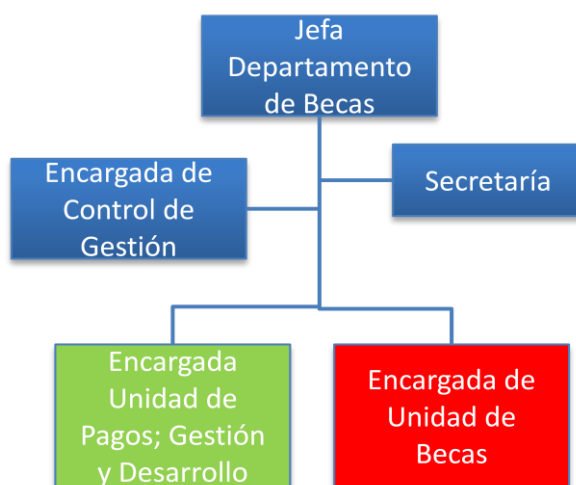 Jefa
Departamento
de Becas
Encargada de
Control de
Gestión
Secretaría
Encargada
Unidad de
Pagos; Gestión
y Desarrollo
Encargada de
Unidad de
Becas